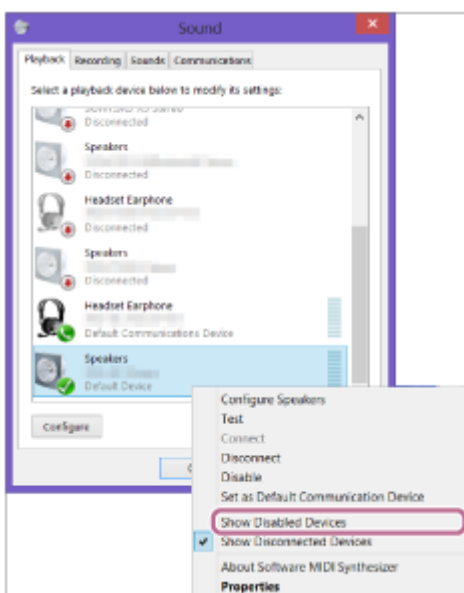 Sound
Playback Recording Sounds Communications
Select a playback device below to modify its settings:
Disconnected
Speakers
Disconnected
Headset Earphone
Disconnected
Speakers
Disconnected
Headset Earphone
Default Communications Device
Speakers
Default Device
Configure
Configure Speakers
Test
Connect
Disconnect
Disable
Set as Default Communication Device
Show Disabled Devices
Show Disconnected Devices
About Software MIDI Synthesizer
Properties